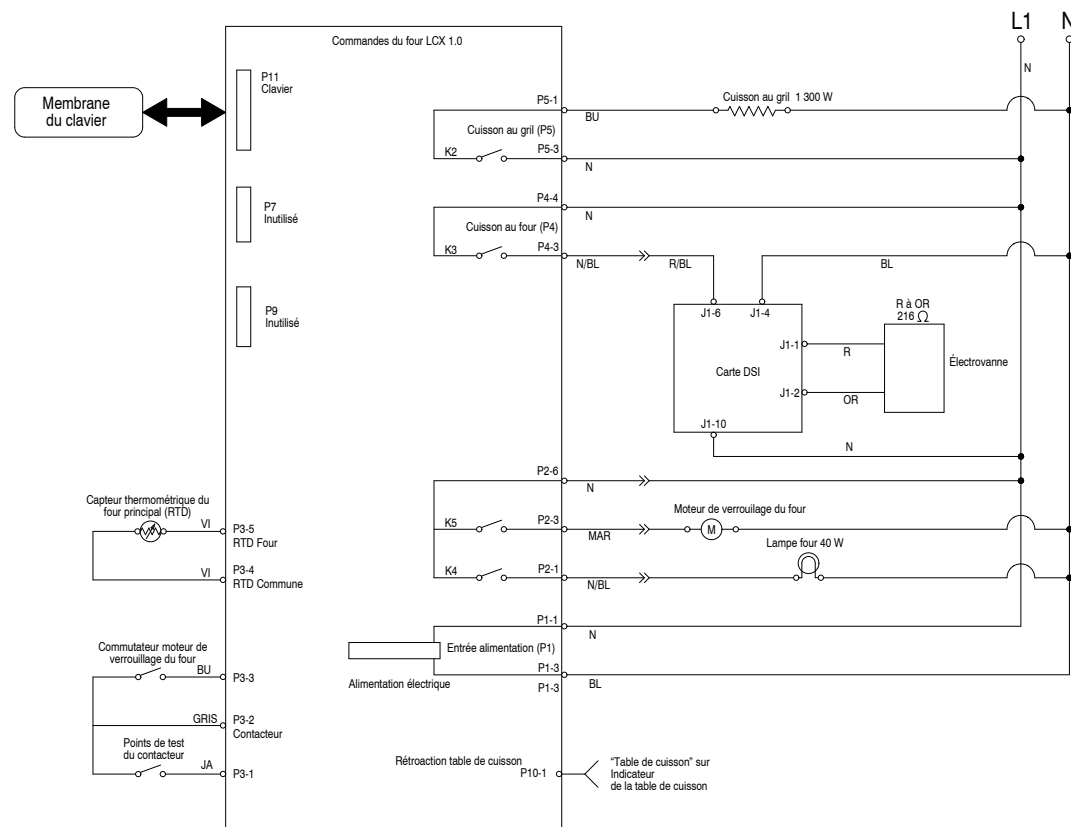 L1
N
Commandes du four LCX 1.0
N
P11
Clavier
Membrane
du clavier
P5-1
BU
Cuisson au gril 1 300 W
Cuisson au gril (P5)
K2
P5-3
N
P7
Inutilisé
P4-4
N
Cuisson au four (P4)
K3
P4-3
N/BL
R/BL
BL
P9
Inutilisé
J1-6
J1-4
R à OR
216 Ω
J1-1
R
Électrovanne
Carte DSI
J1-2
OR
J1-10
N
P2-6
N
Capteur thermométrique du
four principal (RTD)
VI
P3-5
RTD Four
K5
P2-3
MAR
Moteur de verrouilage du four
M
Lampe four 40 W
VI
P3-4
RTD Commune
K4
P2-1
N/BL
P1-1
N
Entrée alimentation (P1)
Commutateur moteur de
verrouillage du four
BU
P3-3
P1-3
BL
Alimentation électrique
P1-3
GRIS
P3-2
Contacteur
Points de test
du contacteur
JA
P3-1
Rétroaction table de cuisson
P10-1
"Table de cuisson" sur
Indicateur
de la table de cuisson